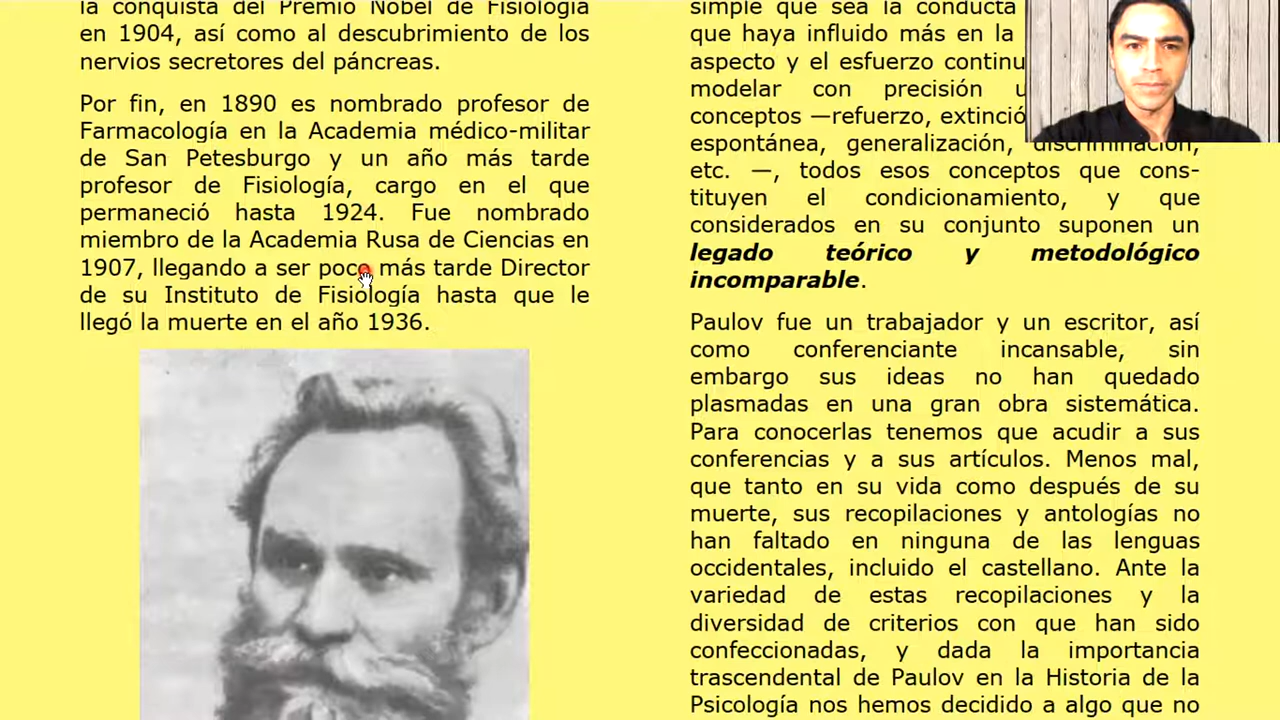 la conquista del Premio Nobel de Fisiología
en 1904, así como al descubrimiento de los
nervios secretores del páncreas.
Por fin, en 1890 es nombrado profesor de
Farmacología en la Academia médico-militar
de San Petesburgo y un año más tarde
profesor de Fisiología, cargo en el que
permaneció hasta 1924. Fue nombrado
miembro de la Academia Rusa de Ciencias en
1907, llegando a ser poco más tarde Director
de su Instituto de Fisiología hasta que le
llegó la muerte en el año 1936.
simple que sea la conducta
que haya influido más en la
aspecto y el esfuerzo
modelar con precisión
conceptos —refuerzo,
espontánea, generalización, discriminación,
etc. —, todos esos conceptos que cons-
tituyen el condicionamiento, y que
considerados en su conjunto suponen un
legado teórico y metodológico
incomparable.
Paulov fue un trabajador y un escritor, así
como conferenciante incansable, sin
embargo sus ideas no han quedado
plasmadas en una gran obra sistemática.
Para conocerlas tenemos que acudir a sus
conferencias y a sus artículos. Menos mal,
que tanto en su vida como después de su
muerte, sus recopilaciones y antologías no
han faltado en ninguna de las lenguas
occidentales, incluido el castellano. Ante la
variedad de estas recopilaciones y la
diversidad de criterios con que han sido
confeccionadas, y dada la importancia
trascendental de Paulov en la Historia de la
Psicología nos hemos decidido a algo que no